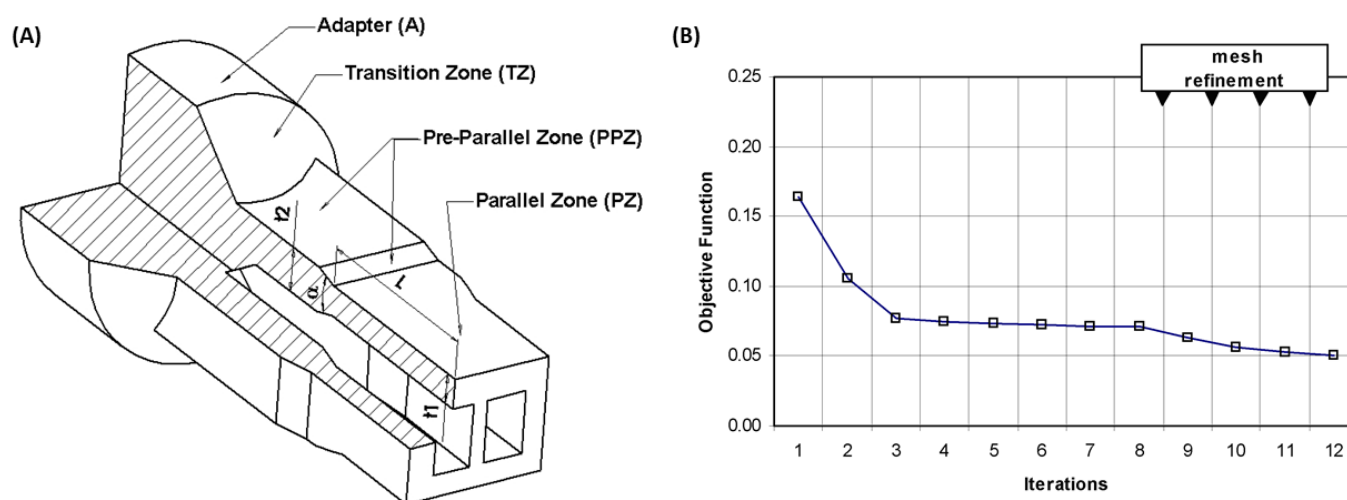 (A)
Adapter (A)
Transition Zone (TZ)
Pre-Parallel Zone (PPZ)
Parallel Zone (PZ)
t2
α
L
t1
(B)
mesh
refinement
Objective Function
0.25
0.20
0.15
0.10
0.05
0.00
1 2 3 4 5 6 7 8 9 10 11 12
Iterations